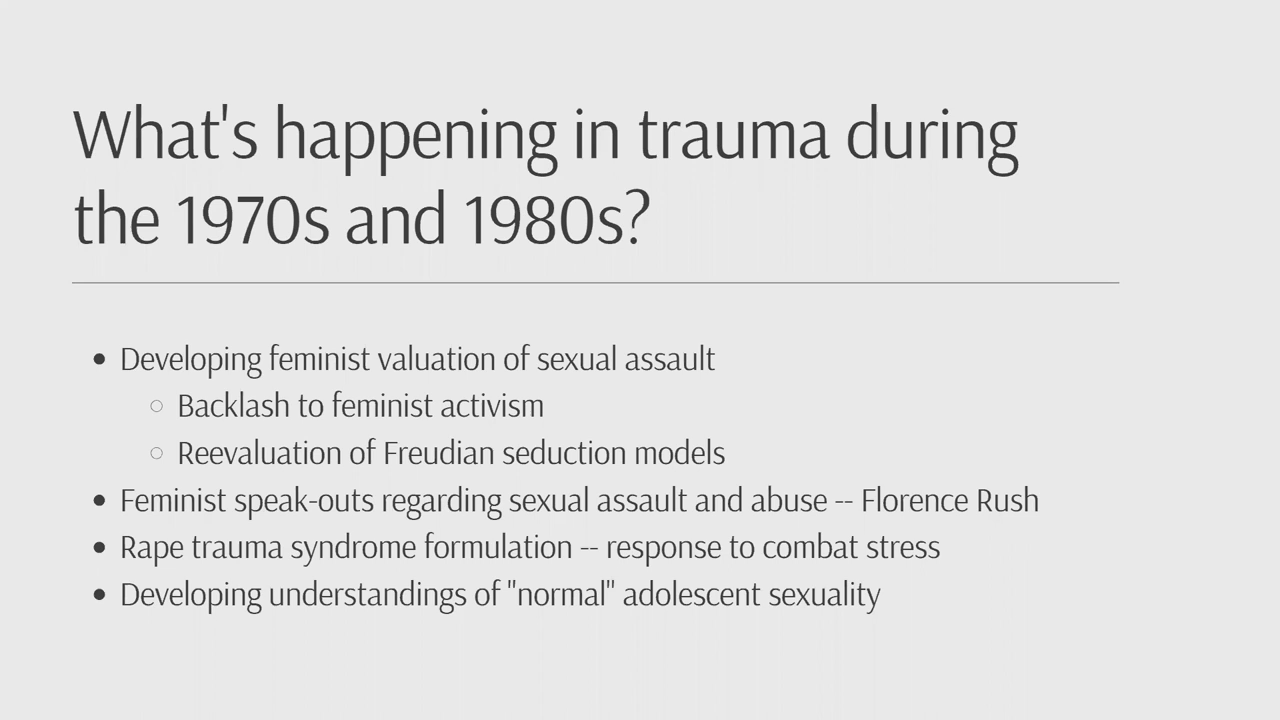 What's happening in trauma during
the 1970s and 1980s?
• Developing feminist valuation of sexual assault
○ Backlash to feminist activism
○ Reevaluation of Freudian seduction models
• Feminist speak-outs regarding sexual assault and abuse -- Florence Rush
• Rape trauma syndrome formulation -- response to combat stress
• Developing understandings of "normal" adolescent sexuality